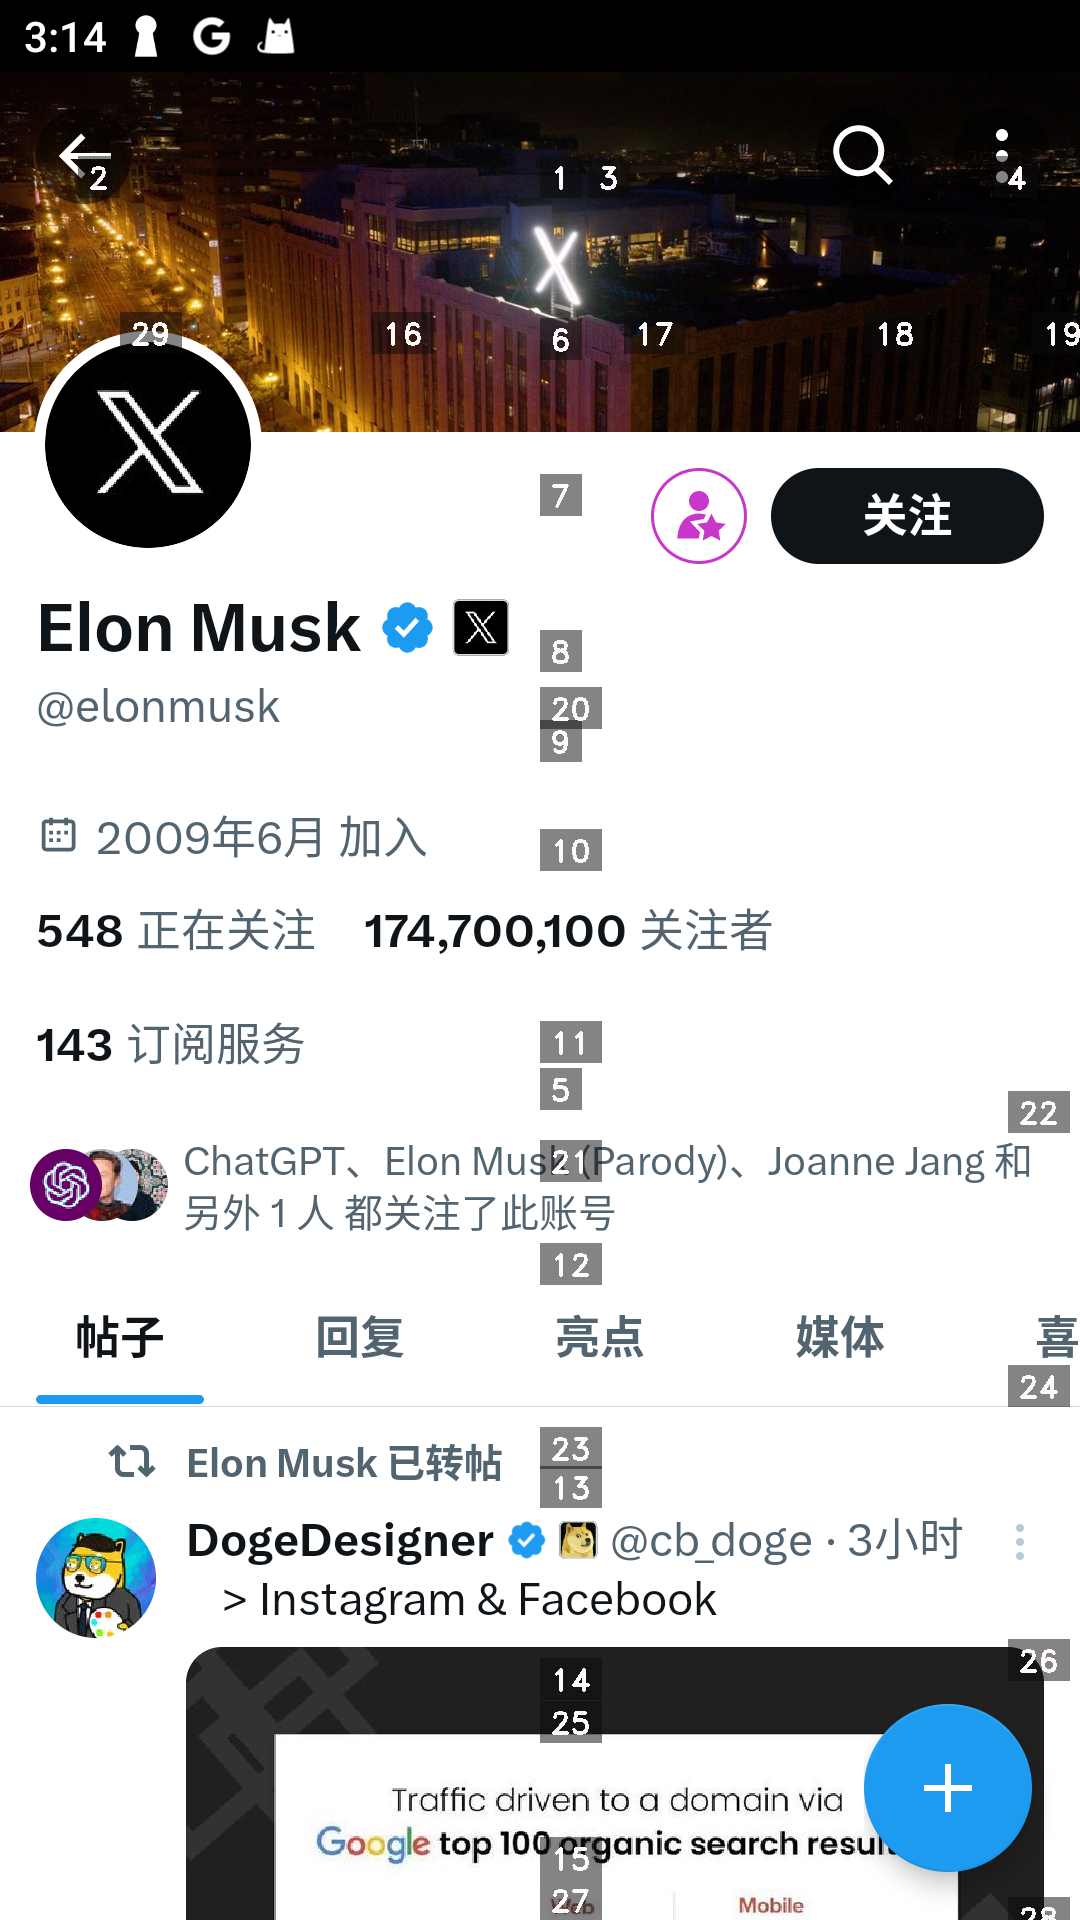 3:14
2
1
3
4
29
16
6
17
18
19
7
关注
Elon Musk
8
@elonmusk
20
9
2009年6月 加入
10
548 正在关注 174,700,100 关注者
143 订阅服务
11
5
22
ChatGPT、Elon Musk (Parody)、Joanne Jang 和
21
另外 1 人 都关注了此账号
12
帖子 回复 亮点 媒体 喜
24
Elon Musk 已转帖
23
13
DogeDesigner @cb_doge · 3小时
> Instagram & Facebook
26
14
25
Traffic driven to a domain via
Google top 100 organic search
15
27
Web Mobile
28